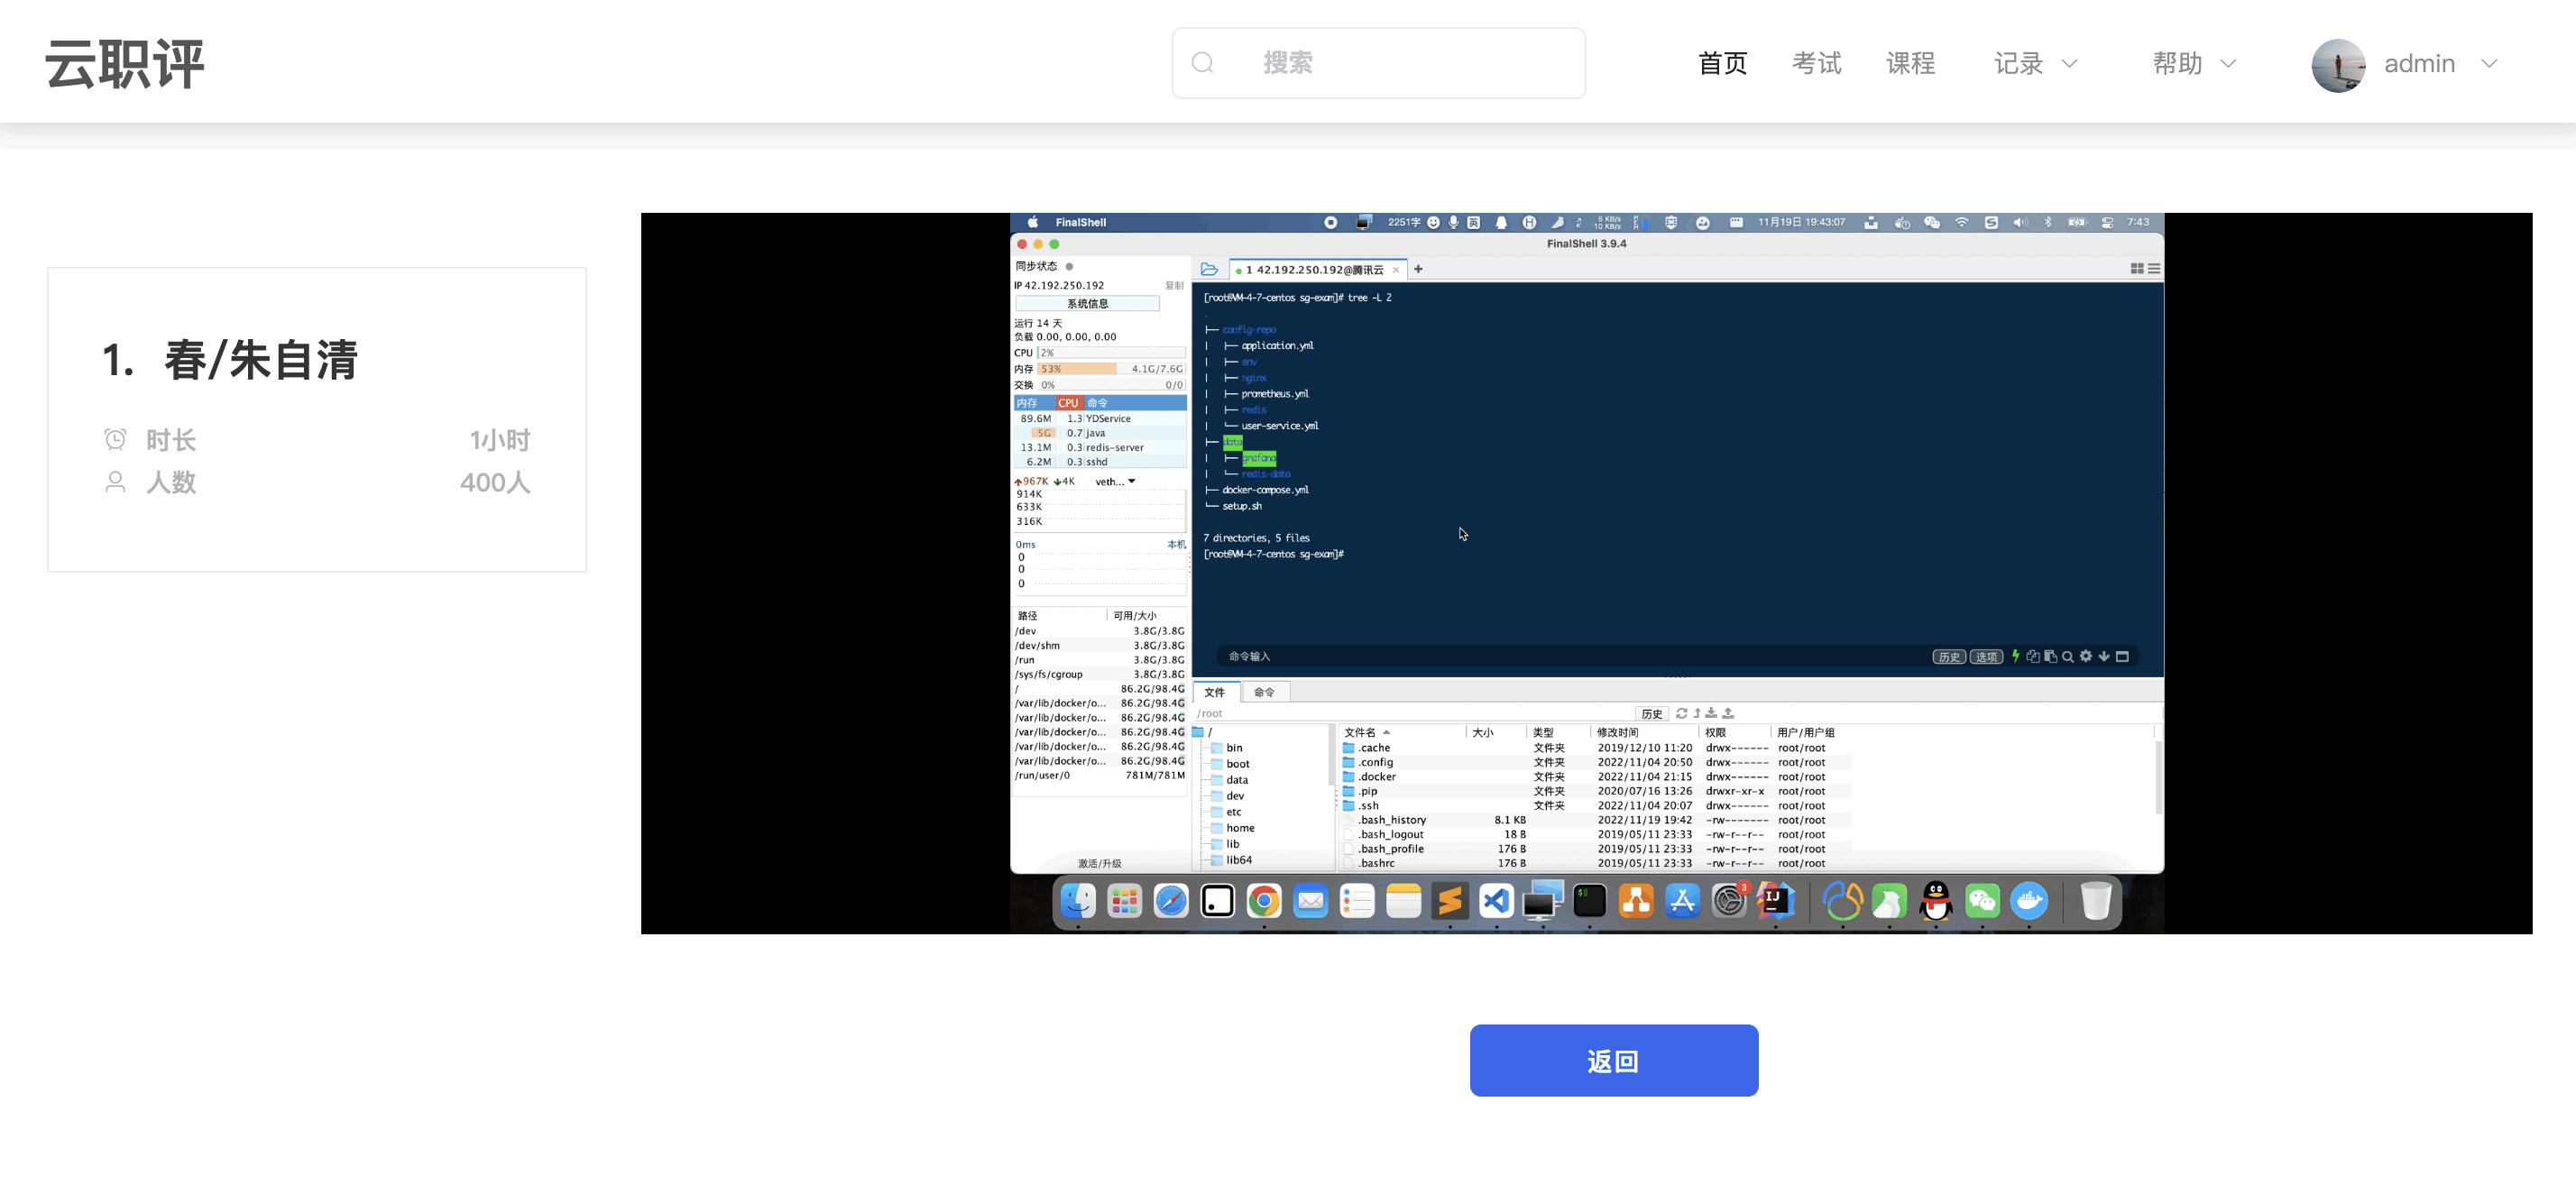 云职评
搜索
首页 考试 课程 记录 帮助 admin
1. 春/朱自清
时长 1小时
人数 400人
FinalShell 2251字 英 6 KB/s 10 KB/s 11月19日 19:43:07 7:43
FinalShell 3.9.4
同步状态
IP 42.192.250.192 复制
系统信息
运行 14 天
负载 0.00, 0.00, 0.00
CPU 2%
内存 53% 4.1G/7.6G
交换 0% 0/0
内存 CPU 命令
89.6M 1.3 YDService
5G 0.7 java
13.1M 0.3 redis-server
6.2M 0.3 sshd
967K 4K veth...
914K
633K
316K
0ms 本机
0
0
0
路径 可用/大小
/dev 3.8G/3.8G
/dev/shm 3.8G/3.8G
/run 3.8G/3.8G
/sys/fs/cgroup 3.8G/3.8G
/ 86.2G/98.4G
/var/lib/docker/o... 86.2G/98.4G
/var/lib/docker/o... 86.2G/98.4G
/var/lib/docker/o... 86.2G/98.4G
/var/lib/docker/o... 86.2G/98.4G
/var/lib/docker/o... 86.2G/98.4G
/run/user/0 781M/781M
激活/升级
1 42.192.250.192@腾讯云 × +
[root@VM-4-7-centos sg-exam]# tree -L 2
.
├── config-repo
│   ├── application.yml
│   ├── env
│   ├── nginx
│   ├── prometheus.yml
│   ├── redis
│   └── user-service.yml
├── data
│   ├── grafana
│   └── redis-data
├── docker-compose.yml
└── setup.sh
7 directories, 5 files
[root@VM-4-7-centos sg-exam]#
命令输入 历史 选项
文件 命令
/root 历史
/
bin
boot
data
dev
etc
home
lib
lib64
文件名 大小 类型 修改时间 权限 用户/用户组
.cache 文件夹 2019/12/10 11:20 drwx------ root/root
.config 文件夹 2022/11/04 20:50 drwx------ root/root
.docker 文件夹 2022/11/04 21:15 drwx------ root/root
.pip 文件夹 2020/07/16 13:26 drwxr-xr-x root/root
.ssh 文件夹 2022/11/04 20:07 drwx------ root/root
.bash_history 8.1 KB 2022/11/19 19:42 -rw------- root/root
.bash_logout 18 B 2019/05/11 23:33 -rw-r--r-- root/root
.bash_profile 176 B 2019/05/11 23:33 -rw-r--r-- root/root
.bashrc 176 B 2019/05/11 23:33 -rw-r--r-- root/root
3
IJ
返回